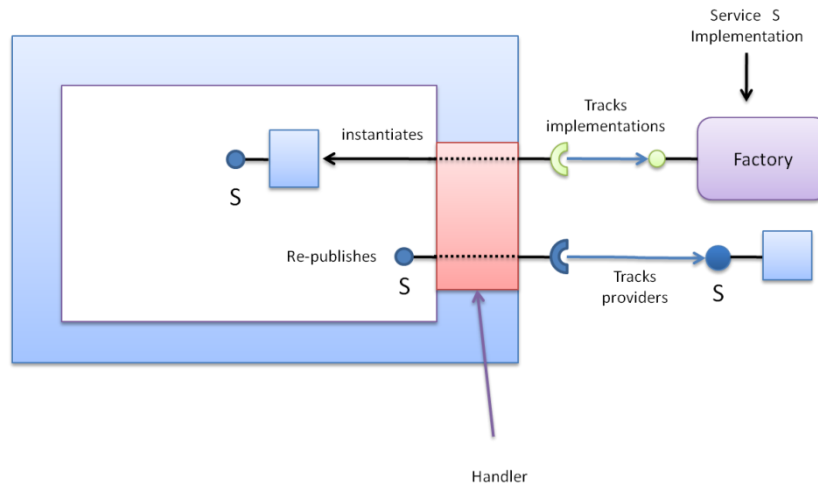 Service S
Implementation
Tracks
implementations
instantiates
Factory
S
Re-publishes
S
Tracks
providers
S
Handler